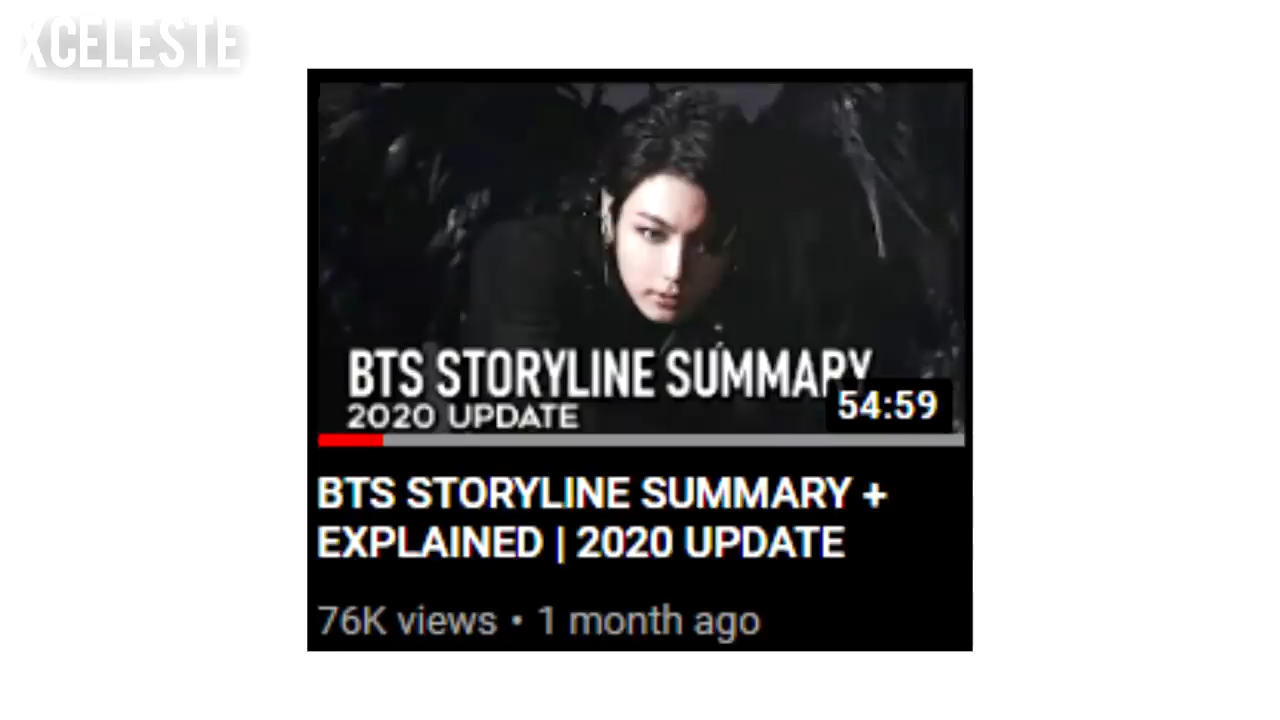 XCELESTE
BTS STORYLINE SUMMARY
2020 UPDATE
54:59
BTS STORYLINE SUMMARY +
EXPLAINED | 2020 UPDATE
76K views • 1 month ago